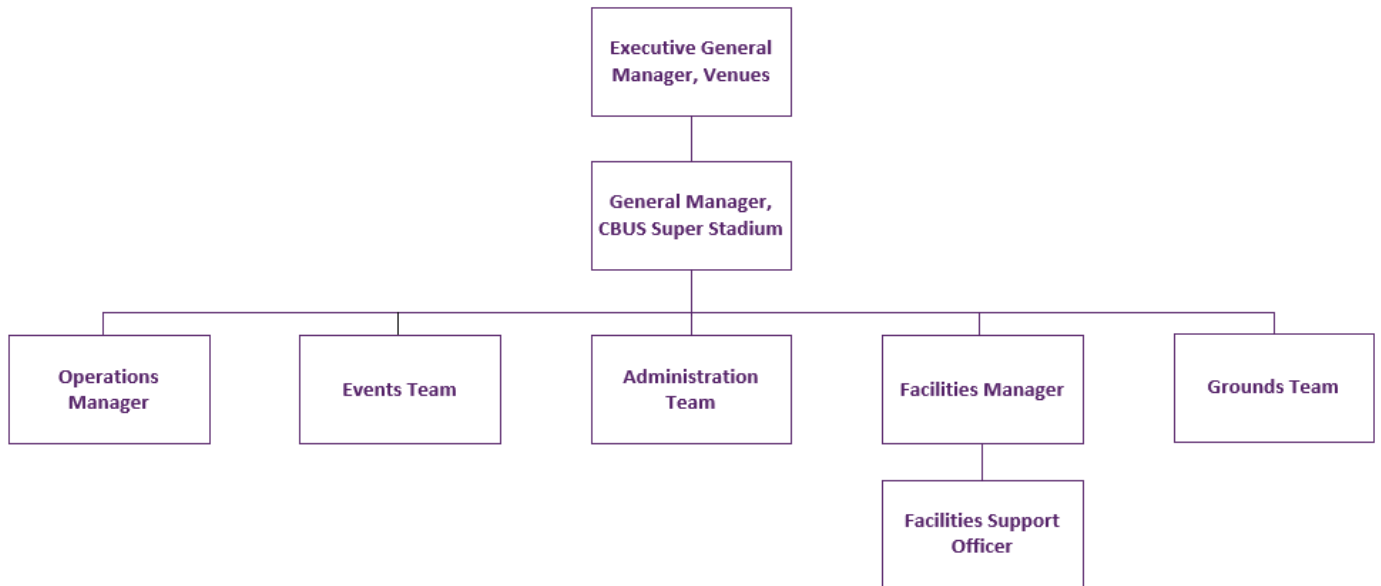 Executive General
Manager, Venues
General Manager,
CBUS Super Stadium
Operations
Manager
Events Team
Administration
Team
Facilities Manager
Grounds Team
Facilities Support
Officer